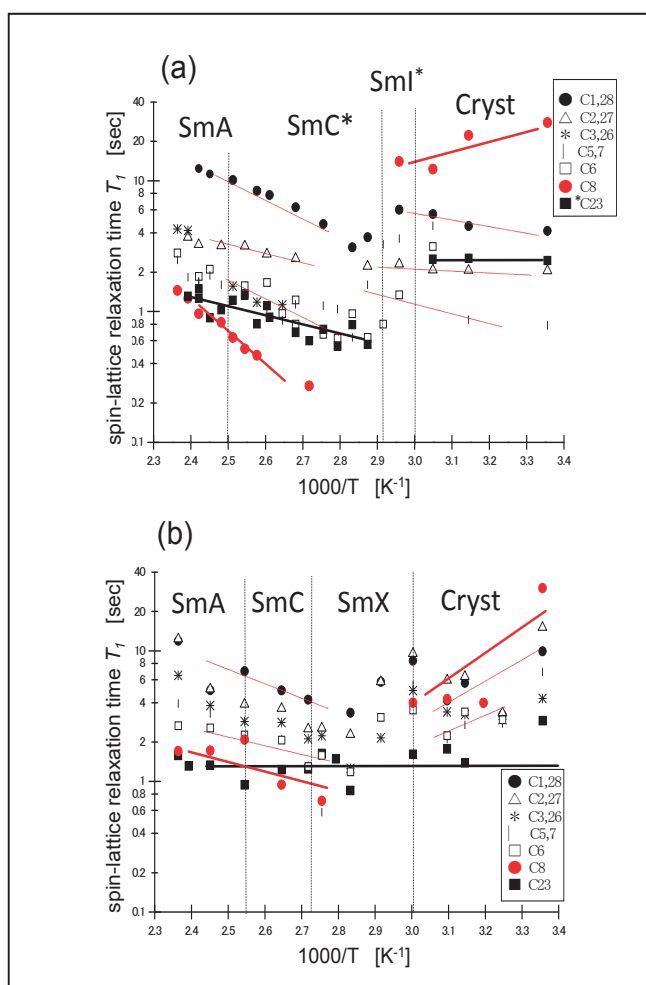 (a)
SmI*
SmA
SmC*
Cryst
C1,28
C2,27
C3,26
C5,7
C6
C8
*C23
spin-lattice relaxation time T1 [sec]
40
20
10
8
6
4
2
1
0.8
0.6
0.4
0.2
0.1
2.3 2.4 2.5 2.6 2.7 2.8 2.9 3.0 3.1 3.2 3.3 3.4
1000/T [K-1]
(b)
SmA
SmC
SmX
Cryst
spin-lattice relaxation time T1 [sec]
40
20
10
8
6
4
2
1
0.8
0.6
0.4
0.2
0.1
C1,28
C2,27
C3,26
C5,7
C6
C8
C23
2.3 2.4 2.5 2.6 2.7 2.8 2.9 3.0 3.1 3.2 3.3 3.4
1000/T [K-1]